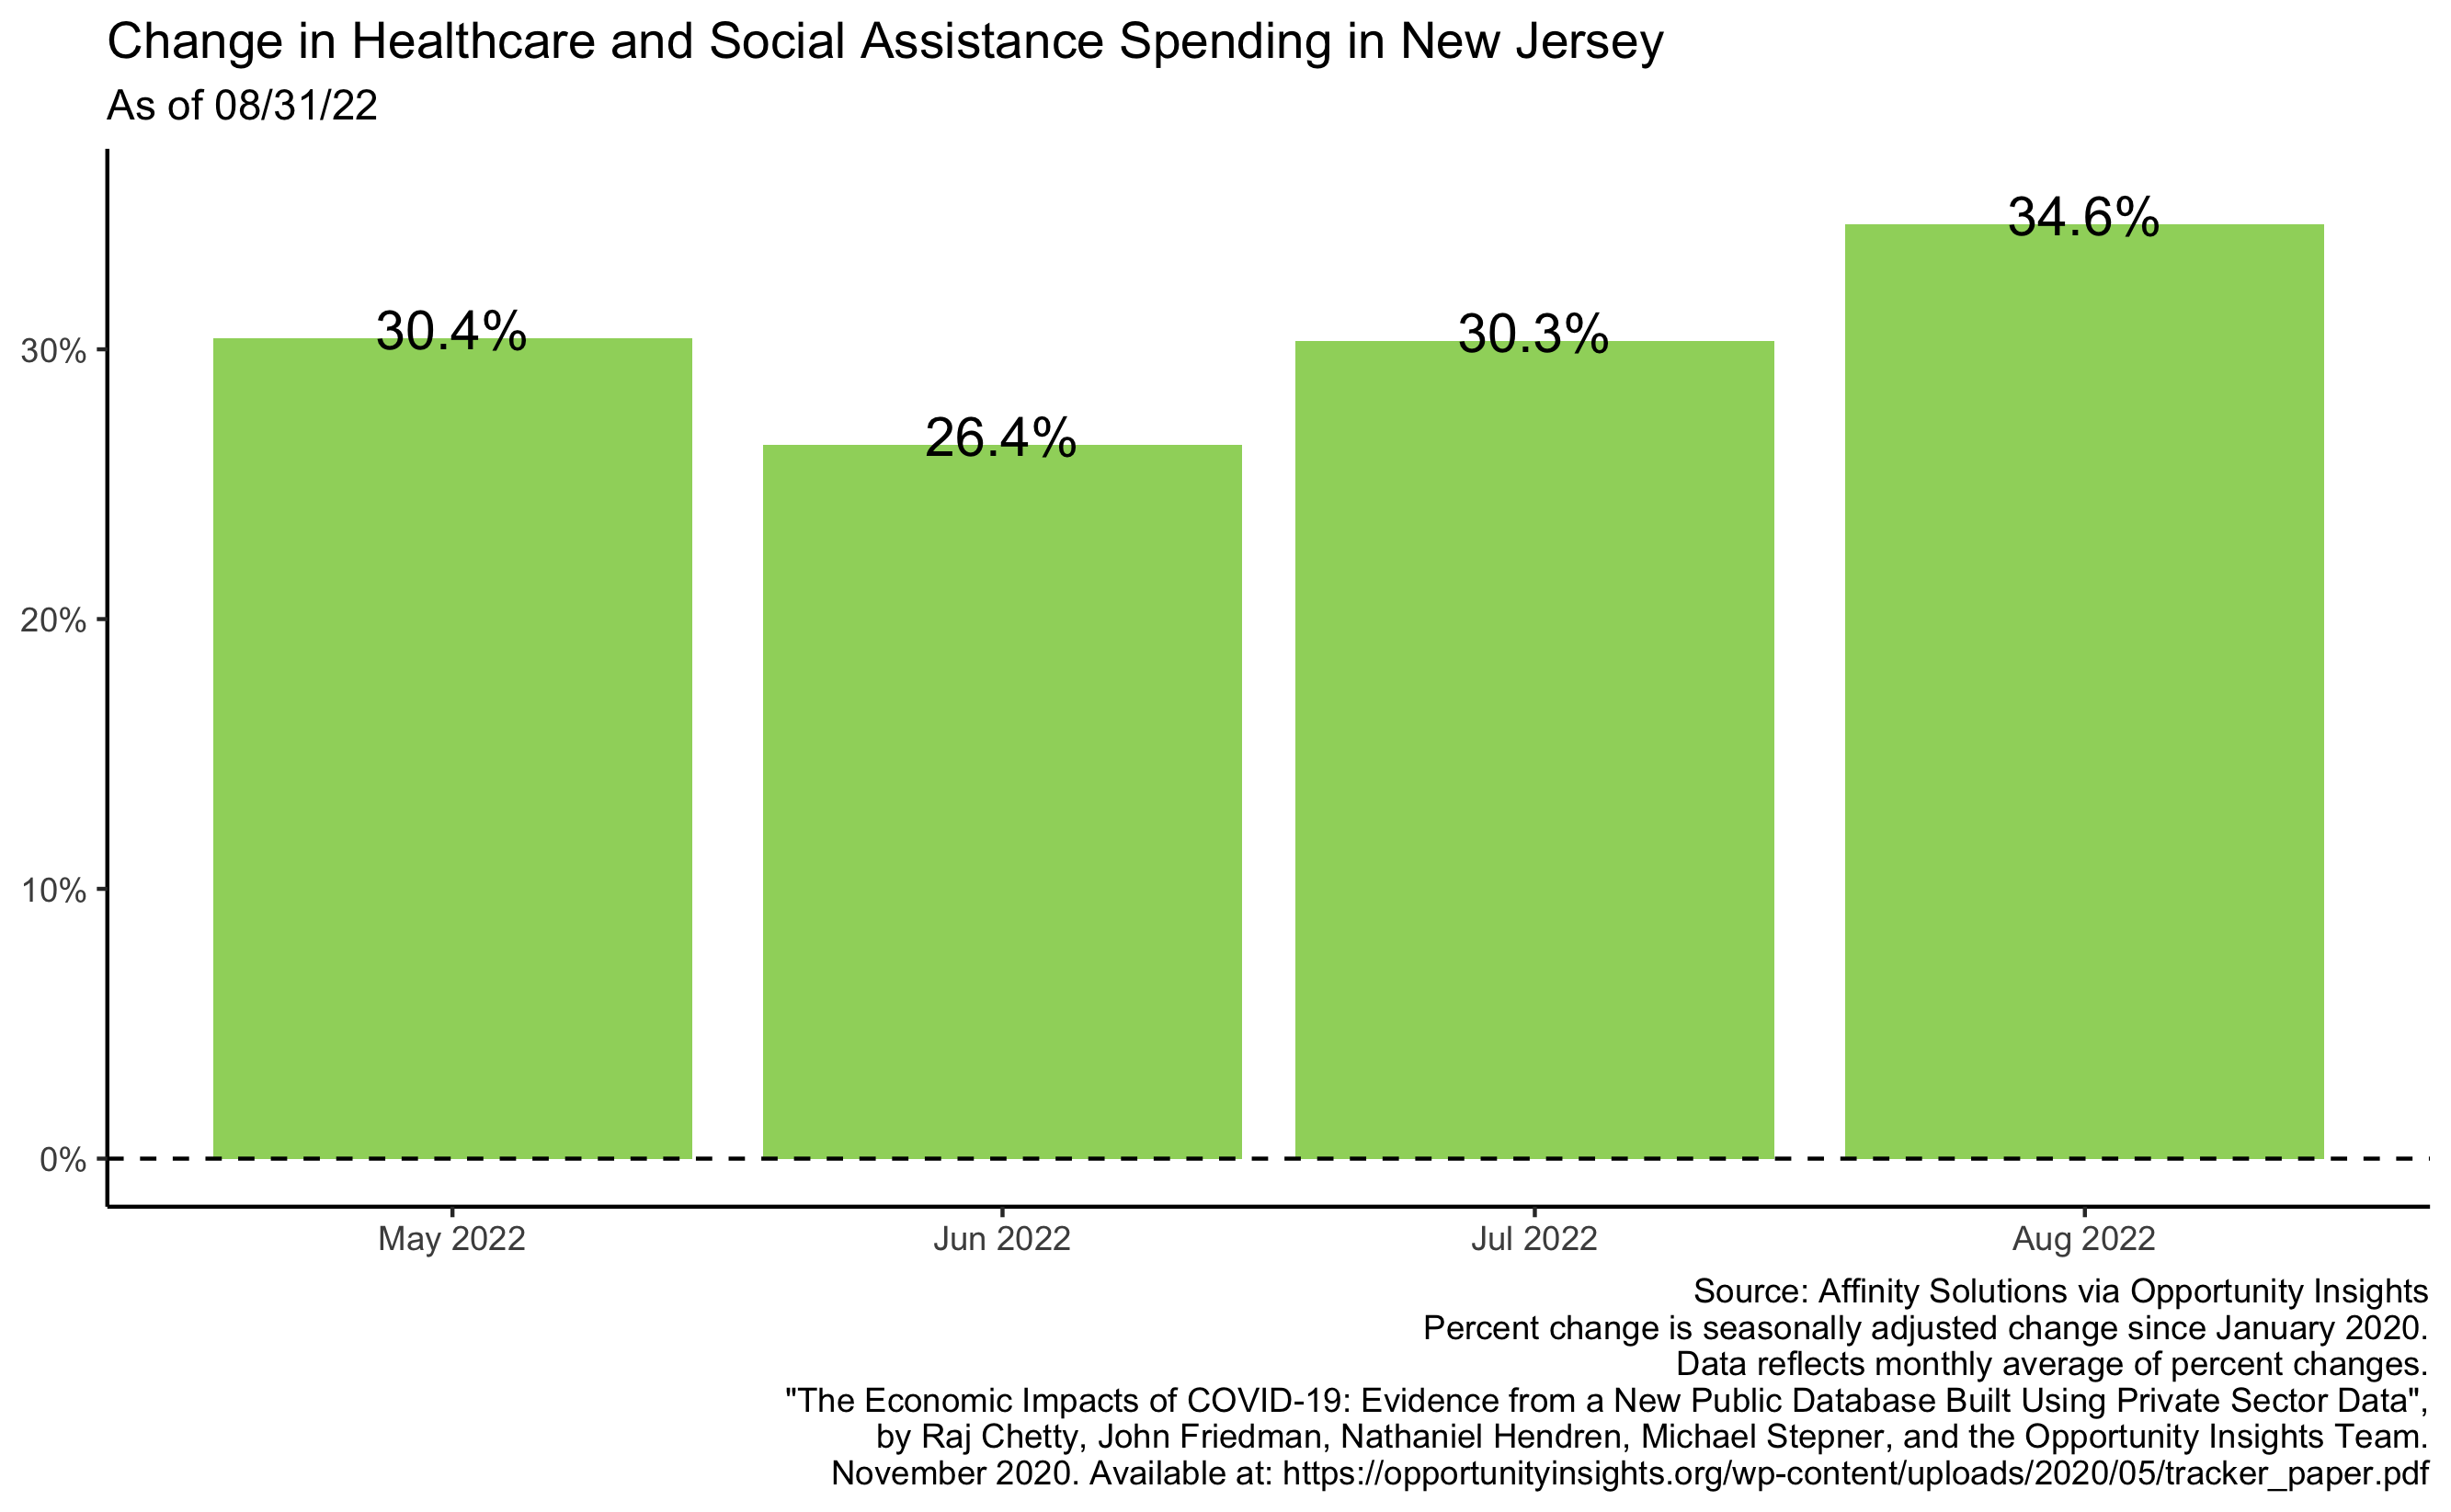 Change in Healthcare and Social Assistance Spending in New Jersey
As of 08/31/22
34.6%
30.4%
30.3%
26.4%
30%
20%
10%
0%
May 2022
Jun 2022
Jul 2022
Aug 2022
Source: Affinity Solutions via Opportunity Insights
Percent change is seasonally adjusted change since January 2020.
Data reflects monthly average of percent changes.
"The Economic Impacts of COVID-19: Evidence from a New Public Database Built Using Private Sector Data",
by Raj Chetty, John Friedman, Nathaniel Hendren, Michael Stepner, and the Opportunity Insights Team.
November 2020. Available at: https://opportunityinsights.org/wp-content/uploads/2020/05/tracker_paper.pdf